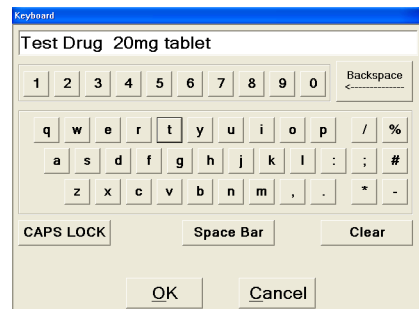 Keyboard
Test Drug  20mg tablet
1 2 3 4 5 6 7 8 9 0 Backspace
<-------------
q w e r t y u i o p / %
a s d f g h j k l : ; #
z x c v b n m , . * -
CAPS LOCK Space Bar Clear
OK Cancel